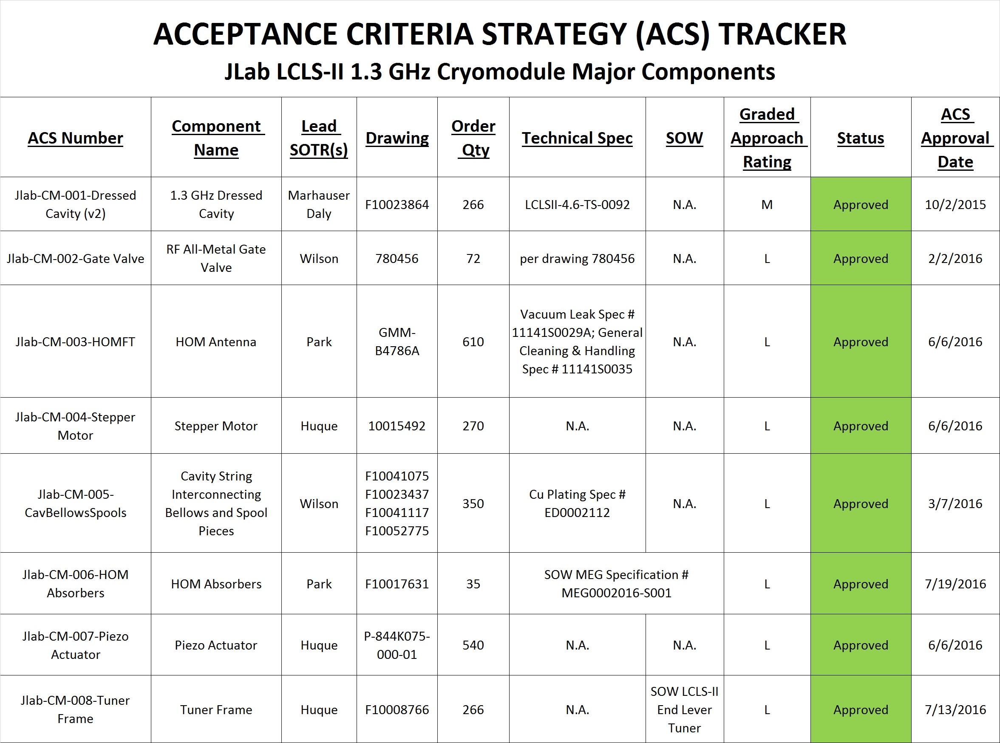 ACCEPTANCE CRITERIA STRATEGY (ACS) TRACKER
JLab LCLS-II 1.3 GHz Cryomodule Major Components
ACS Number
Component
Name
Lead
SOTR(s)
Drawing
Order
Qty
Technical Spec
SOW
Graded
Approach
Rating
Status
ACS
Approval
Date
Jlab-CM-001-Dressed
Cavity (v2)
1.3 GHz Dressed
Cavity
Marhauser
Daly
F10023864
266
LCLSII-4.6-TS-0092
N.A.
M
Approved
10/2/2015
Jlab-CM-002-Gate Valve
RF All-Metal Gate
Valve
Wilson
780456
72
per drawing 780456
N.A.
L
Approved
2/2/2016
Jlab-CM-003-HOMFT
HOM Antenna
Park
GMM-
B4786A
610
Vacuum Leak Spec #
11141S0029A; General
Cleaning & Handling
Spec # 11141S0035
N.A.
L
Approved
6/6/2016
Jlab-CM-004-Stepper
Motor
Stepper Motor
Huque
10015492
270
N.A.
N.A.
L
Approved
6/6/2016
Jlab-CM-005-
CavBellowsSpools
Cavity String
Interconnecting
Bellows and Spool
Pieces
Wilson
F10041075
F10023437
F10041117
F10052775
350
Cu Plating Spec #
ED0002112
N.A.
L
Approved
3/7/2016
Jlab-CM-006-HOM
Absorbers
HOM Absorbers
Park
F10017631
35
SOW MEG Specification #
MEG0002016-S001
L
Approved
7/19/2016
Jlab-CM-007-Piezo
Actuator
Piezo Actuator
Huque
P-844K075-
000-01
540
N.A.
N.A.
L
Approved
6/6/2016
Jlab-CM-008-Tuner
Frame
Tuner Frame
Huque
F10008766
266
N.A.
SOW LCLS-II
End Lever
Tuner
L
Approved
7/13/2016